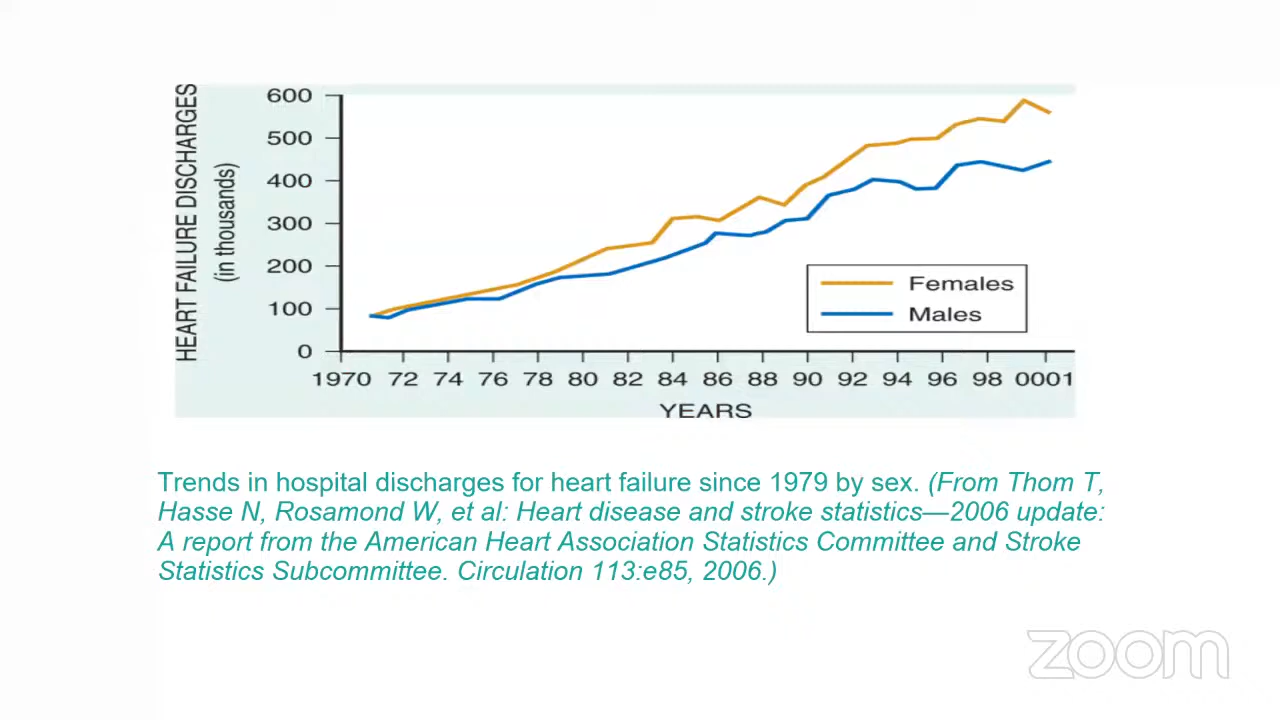 HEART FAILURE DISCHARGES
(in thousands)
600
500
400
300
200
100
0
Females
Males
1970 72 74 76 78 80 82 84 86 88 90 92 94 96 98 0001
YEARS
Trends in hospital discharges for heart failure since 1979 by sex. (From Thom T,
Hasse N, Rosamond W, et al: Heart disease and stroke statistics—2006 update:
A report from the American Heart Association Statistics Committee and Stroke
Statistics Subcommittee. Circulation 113:e85, 2006.)
zoom